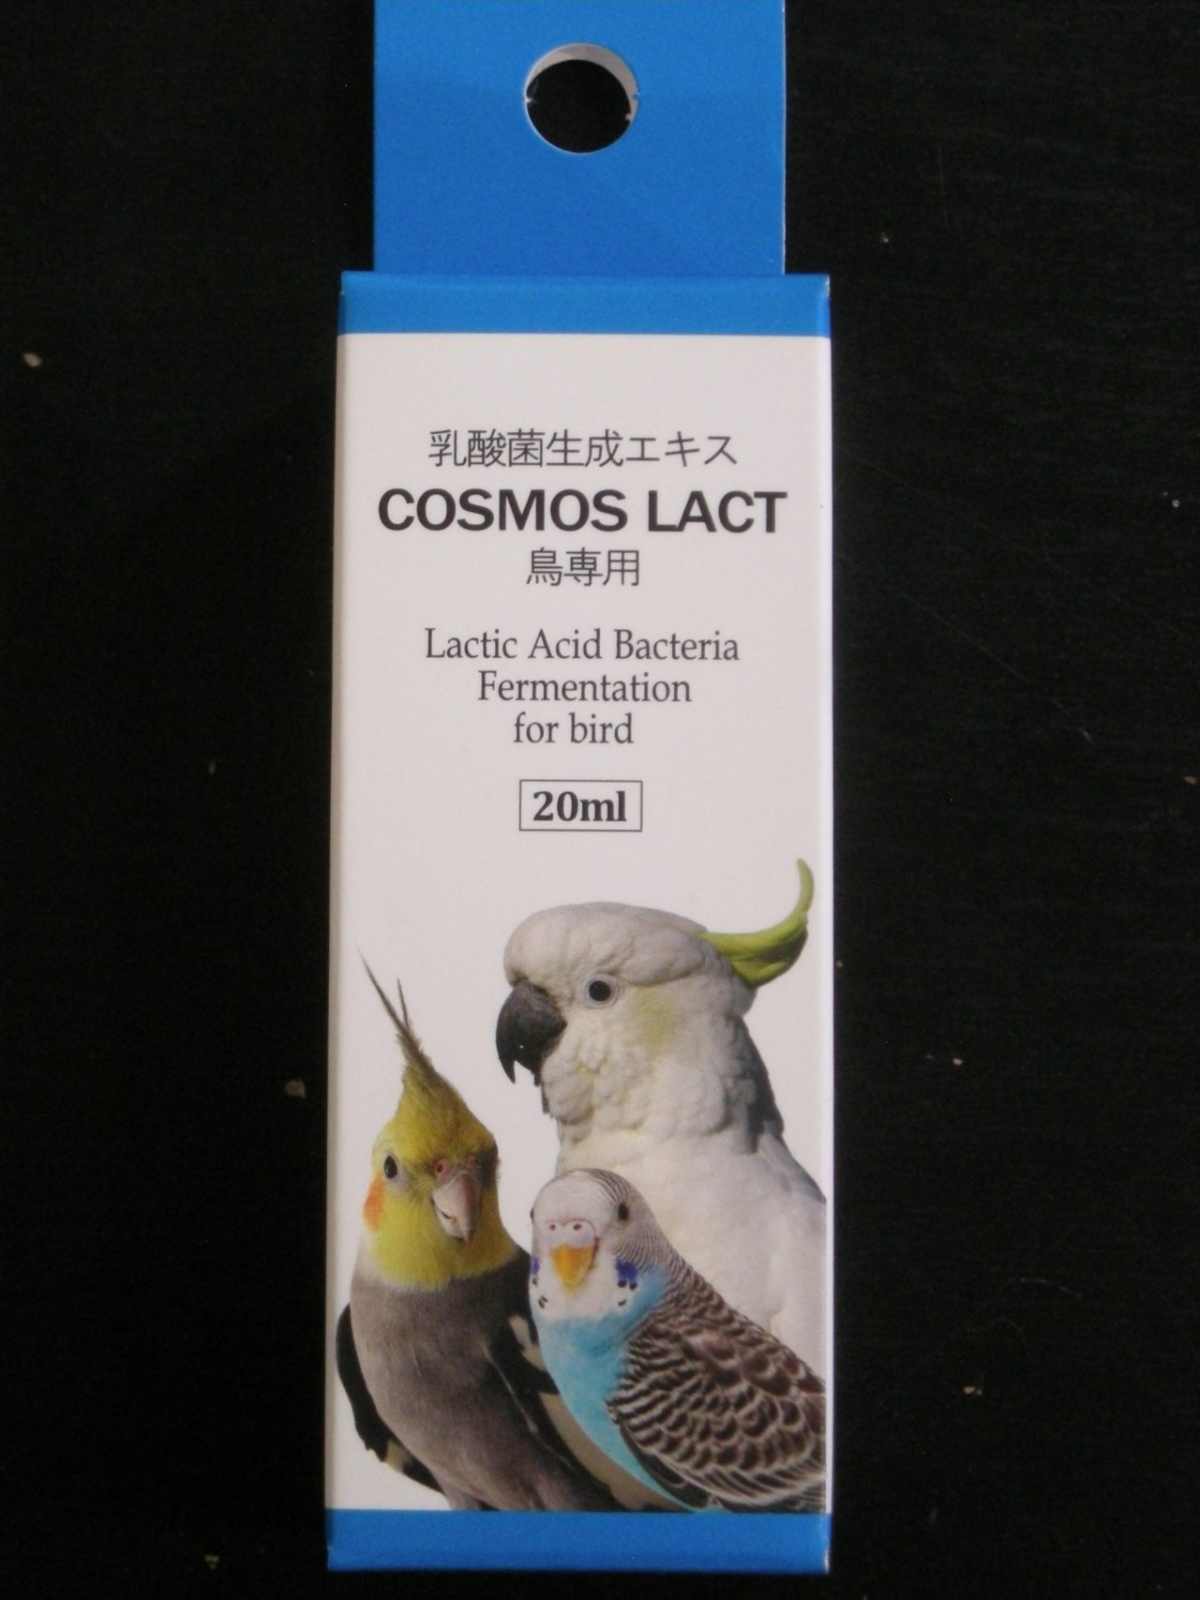 乳酸菌生成エキス
COSMOS LACT
鳥専用
Lactic Acid Bacteria
Fermentation
for bird
20ml